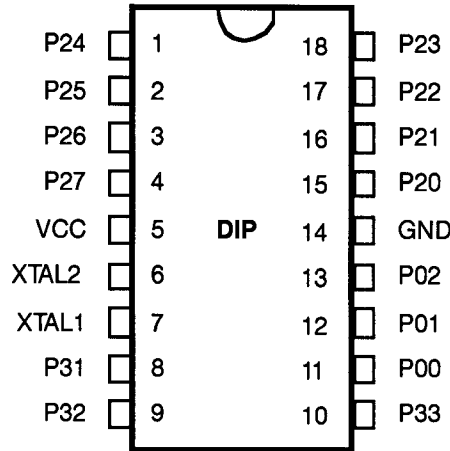 P24 1 18 P23
P25 2 17 P22
P26 3 16 P21
P27 4 15 P20
VCC 5 DIP 14 GND
XTAL2 6 13 P02
XTAL1 7 12 P01
P31 8 11 P00
P32 9 10 P33